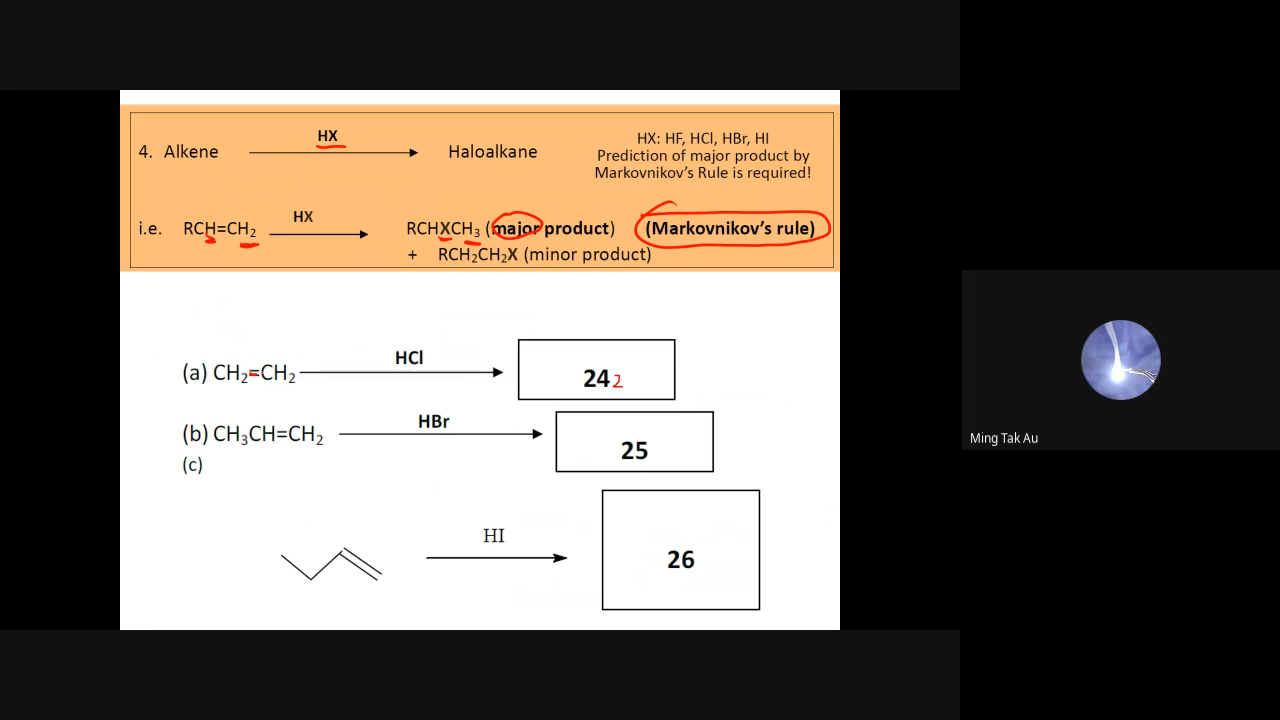 HX
4. Alkene Haloalkane
HX: HF, HCl, HBr, HI
Prediction of major product by
Markovnikov’s Rule is required!
HX
i.e. RCH=CH₂ RCHXCH₃ (major product) (Markovnikov’s rule)
+ RCH₂CH₂X (minor product)
HCl
(a) CH₂=CH₂ 24 2
HBr
(b) CH₃CH=CH₂ 25
(c)
HI
26
Ming Tak Au